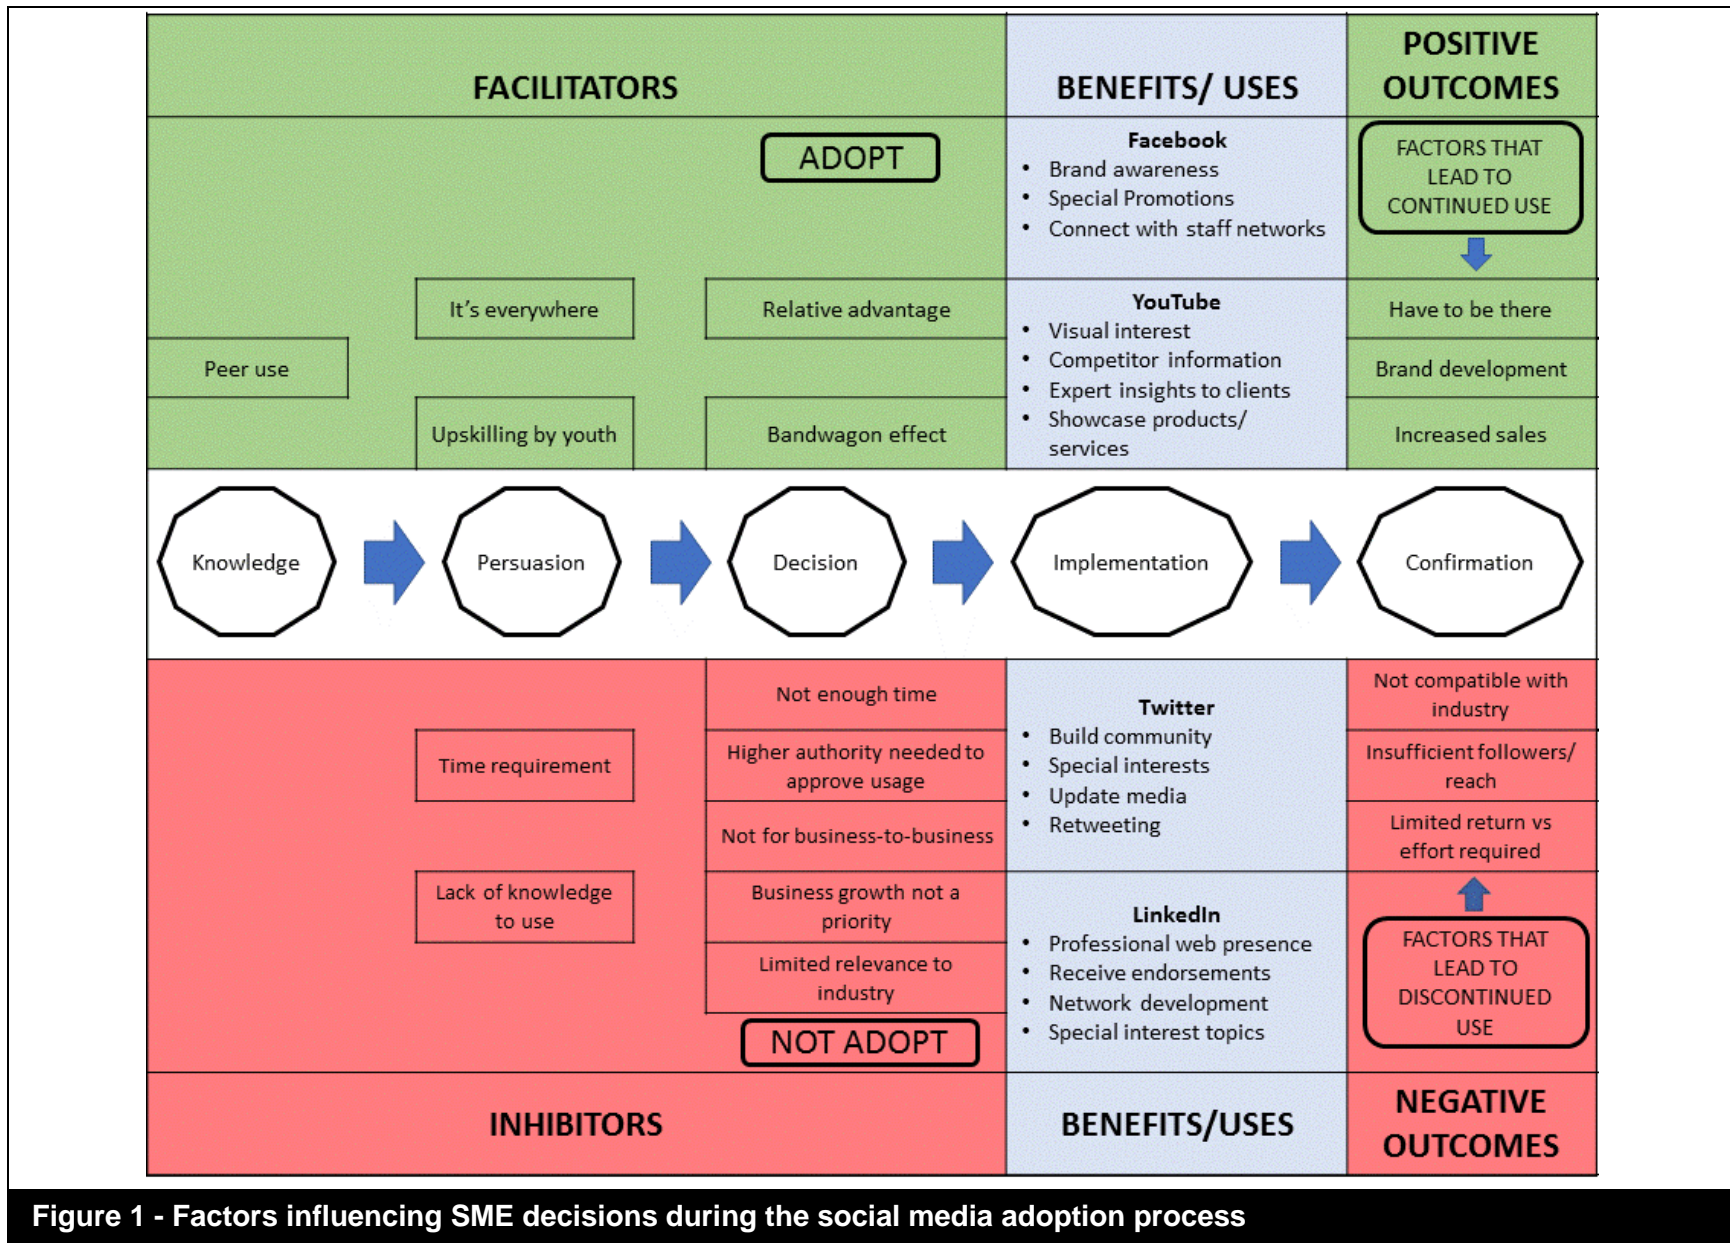 FACILITATORS
BENEFITS/ USES
POSITIVE
OUTCOMES
ADOPT
Facebook
• Brand awareness
• Special Promotions
• Connect with staff networks
FACTORS THAT
LEAD TO
CONTINUED USE
Peer use
It's everywhere
Upskilling by youth
Relative advantage
Bandwagon effect
YouTube
• Visual interest
• Competitor information
• Expert insights to clients
• Showcase products/
services
Have to be there
Brand development
Increased sales
Knowledge
Persuasion
Decision
Implementation
Confirmation
Time requirement
Lack of knowledge
to use
Not enough time
Higher authority needed to
approve usage
Not for business-to-business
Business growth not a
priority
Limited relevance to
industry
NOT ADOPT
Twitter
• Build community
• Special interests
• Update media
• Retweeting
LinkedIn
• Professional web presence
• Receive endorsements
• Network development
• Special interest topics
Not compatible with
industry
Insufficient followers/
reach
Limited return vs
effort required
FACTORS THAT
LEAD TO
DISCONTINUED
USE
INHIBITORS
BENEFITS/USES
NEGATIVE
OUTCOMES
Figure 1 - Factors influencing SME decisions during the social media adoption process